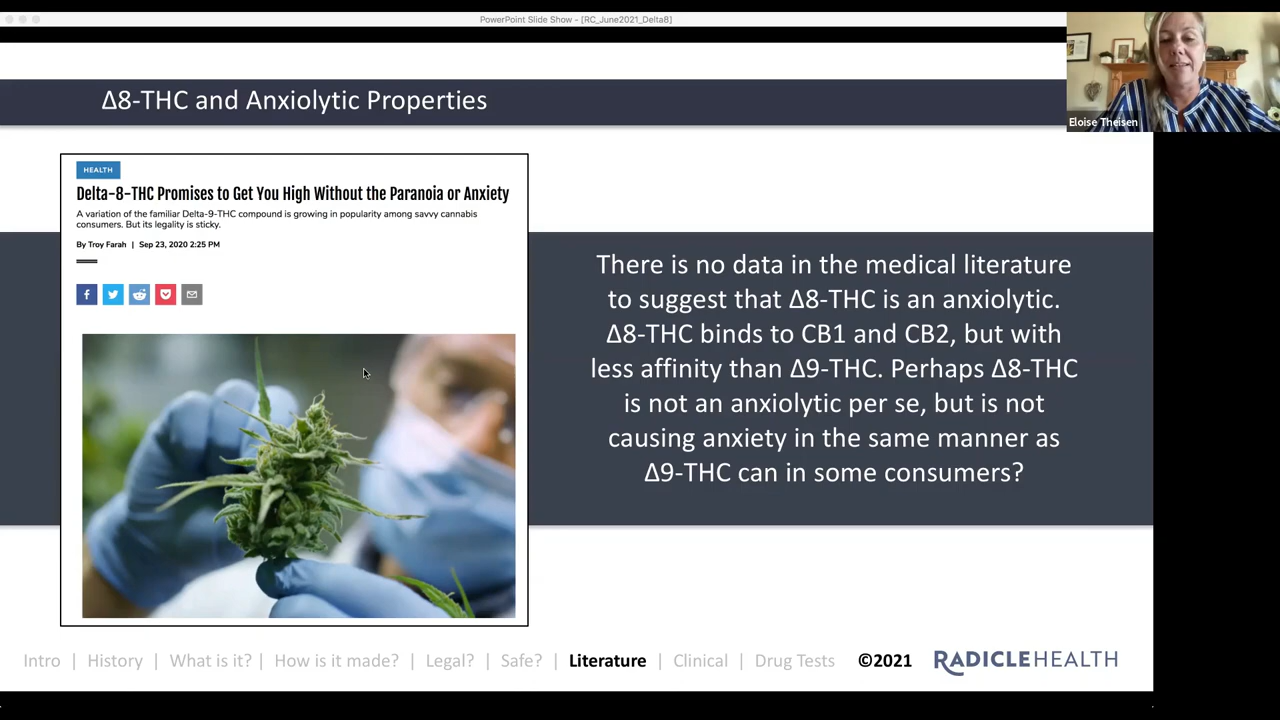 PowerPoint Slide Show - [RC_June2021_Delta8]
Δ8-THC and Anxiolytic Properties
Eloise Theisen
HEALTH
Delta-8-THC Promises to Get You High Without the Paranoia or Anxiety
A variation of the familiar Delta-9-THC compound is growing in popularity among savvy cannabis
consumers. But its legality is sticky.
By Troy Farah | Sep 23, 2020 2:25 PM
There is no data in the medical literature
to suggest that Δ8-THC is an anxiolytic.
Δ8-THC binds to CB1 and CB2, but with
less affinity than Δ9-THC. Perhaps Δ8-THC
is not an anxiolytic per se, but is not
causing anxiety in the same manner as
Δ9-THC can in some consumers?
Intro | History | What is it? | How is it made? | Legal? | Safe? | Literature | Clinical | Drug Tests ©2021 RADICLEHEALTH